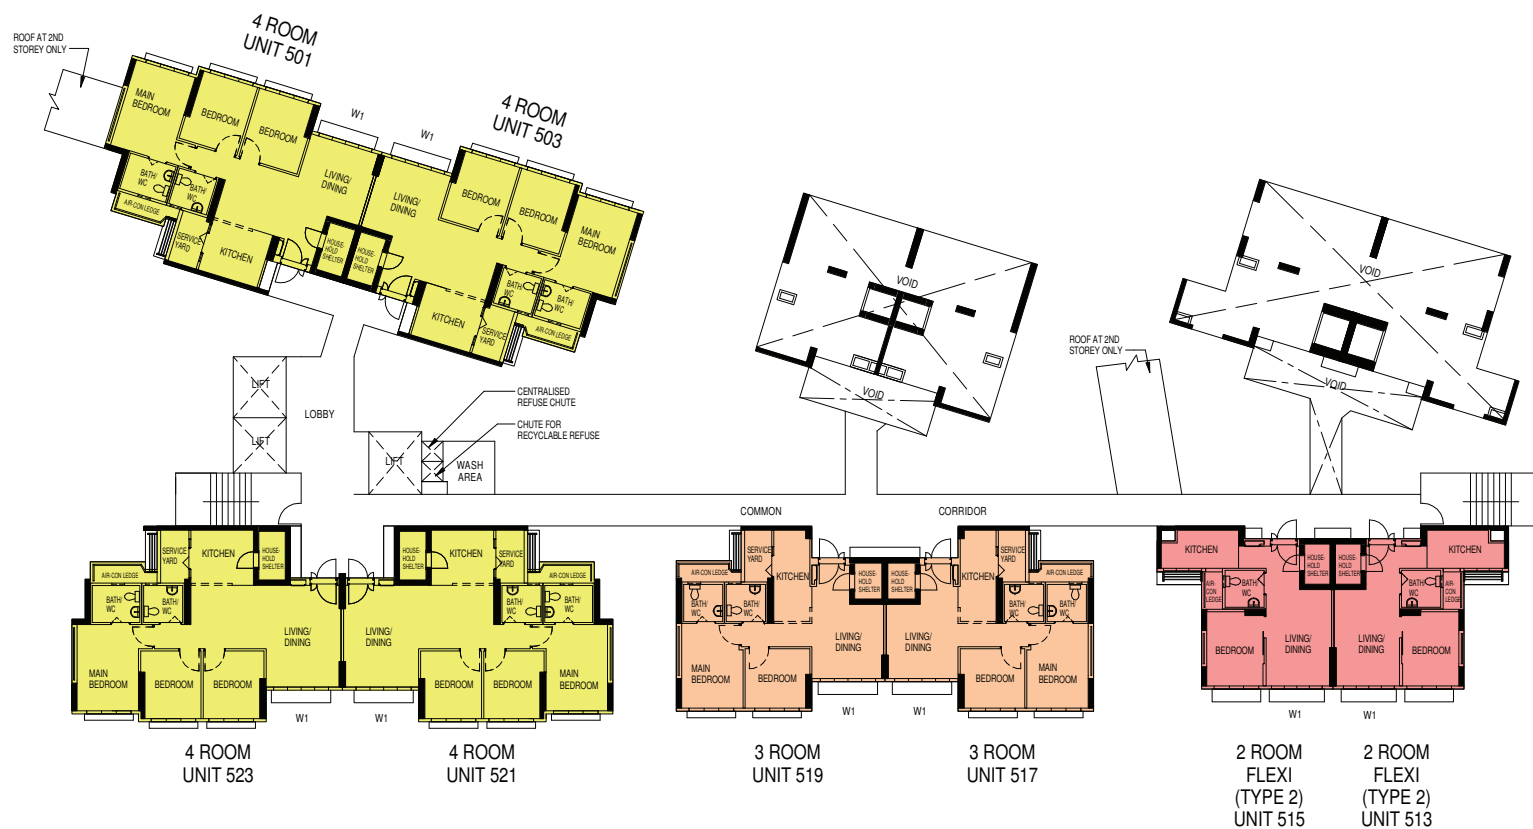 4 ROOM
UNIT 501
ROOF AT 2ND
STOREY ONLY
MAIN
BEDROOM
BEDROOM
BEDROOM
W1
W1
4 ROOM
UNIT 503
BATH/
WC
BATH/
WC
AIR-CON LEDGE
LIVING/
DINING
LIVING/
DINING
BEDROOM
BEDROOM
MAIN
BEDROOM
SERVICE
YARD
KITCHEN
HOUSE-
HOLD
SHELTER
HOUSE-
HOLD
SHELTER
KITCHEN
SERVICE
YARD
BATH/
WC
BATH/
WC
AIR-CON LEDGE
VOID
VOID
VOID
VOID
ROOF AT 2ND
STOREY ONLY
LIFT
LIFT
LOBBY
LIFT
CENTRALISED
REFUSE CHUTE
CHUTE FOR
RECYCLABLE REFUSE
WASH
AREA
COMMON
CORRIDOR
SERVICE
YARD
KITCHEN
HOUSE-
HOLD
SHELTER
AIR-CON LEDGE
BATH/
WC
BATH/
WC
LIVING/
DINING
MAIN
BEDROOM
BEDROOM
BEDROOM
W1
HOUSE-
HOLD
SHELTER
KITCHEN
SERVICE
YARD
AIR-CON LEDGE
BATH/
WC
BATH/
WC
LIVING/
DINING
BEDROOM
BEDROOM
MAIN
BEDROOM
W1
SERVICE
YARD
KITCHEN
HOUSE-
HOLD
SHELTER
AIR-CON LEDGE
BATH/
WC
BATH/
WC
LIVING/
DINING
MAIN
BEDROOM
BEDROOM
W1
HOUSE-
HOLD
SHELTER
KITCHEN
SERVICE
YARD
AIR-CON LEDGE
BATH/
WC
BATH/
WC
LIVING/
DINING
BEDROOM
MAIN
BEDROOM
W1
KITCHEN
HOUSE-
HOLD
SHELTER
AIR-
CON
LEDGE
BATH/
WC
LIVING/
DINING
BEDROOM
W1
HOUSE-
HOLD
SHELTER
KITCHEN
BATH/
WC
AIR-
CON
LEDGE
LIVING/
DINING
BEDROOM
W1
4 ROOM
UNIT 523
4 ROOM
UNIT 521
3 ROOM
UNIT 519
3 ROOM
UNIT 517
2 ROOM
FLEXI
(TYPE 2)
UNIT 515
2 ROOM
FLEXI
(TYPE 2)
UNIT 513